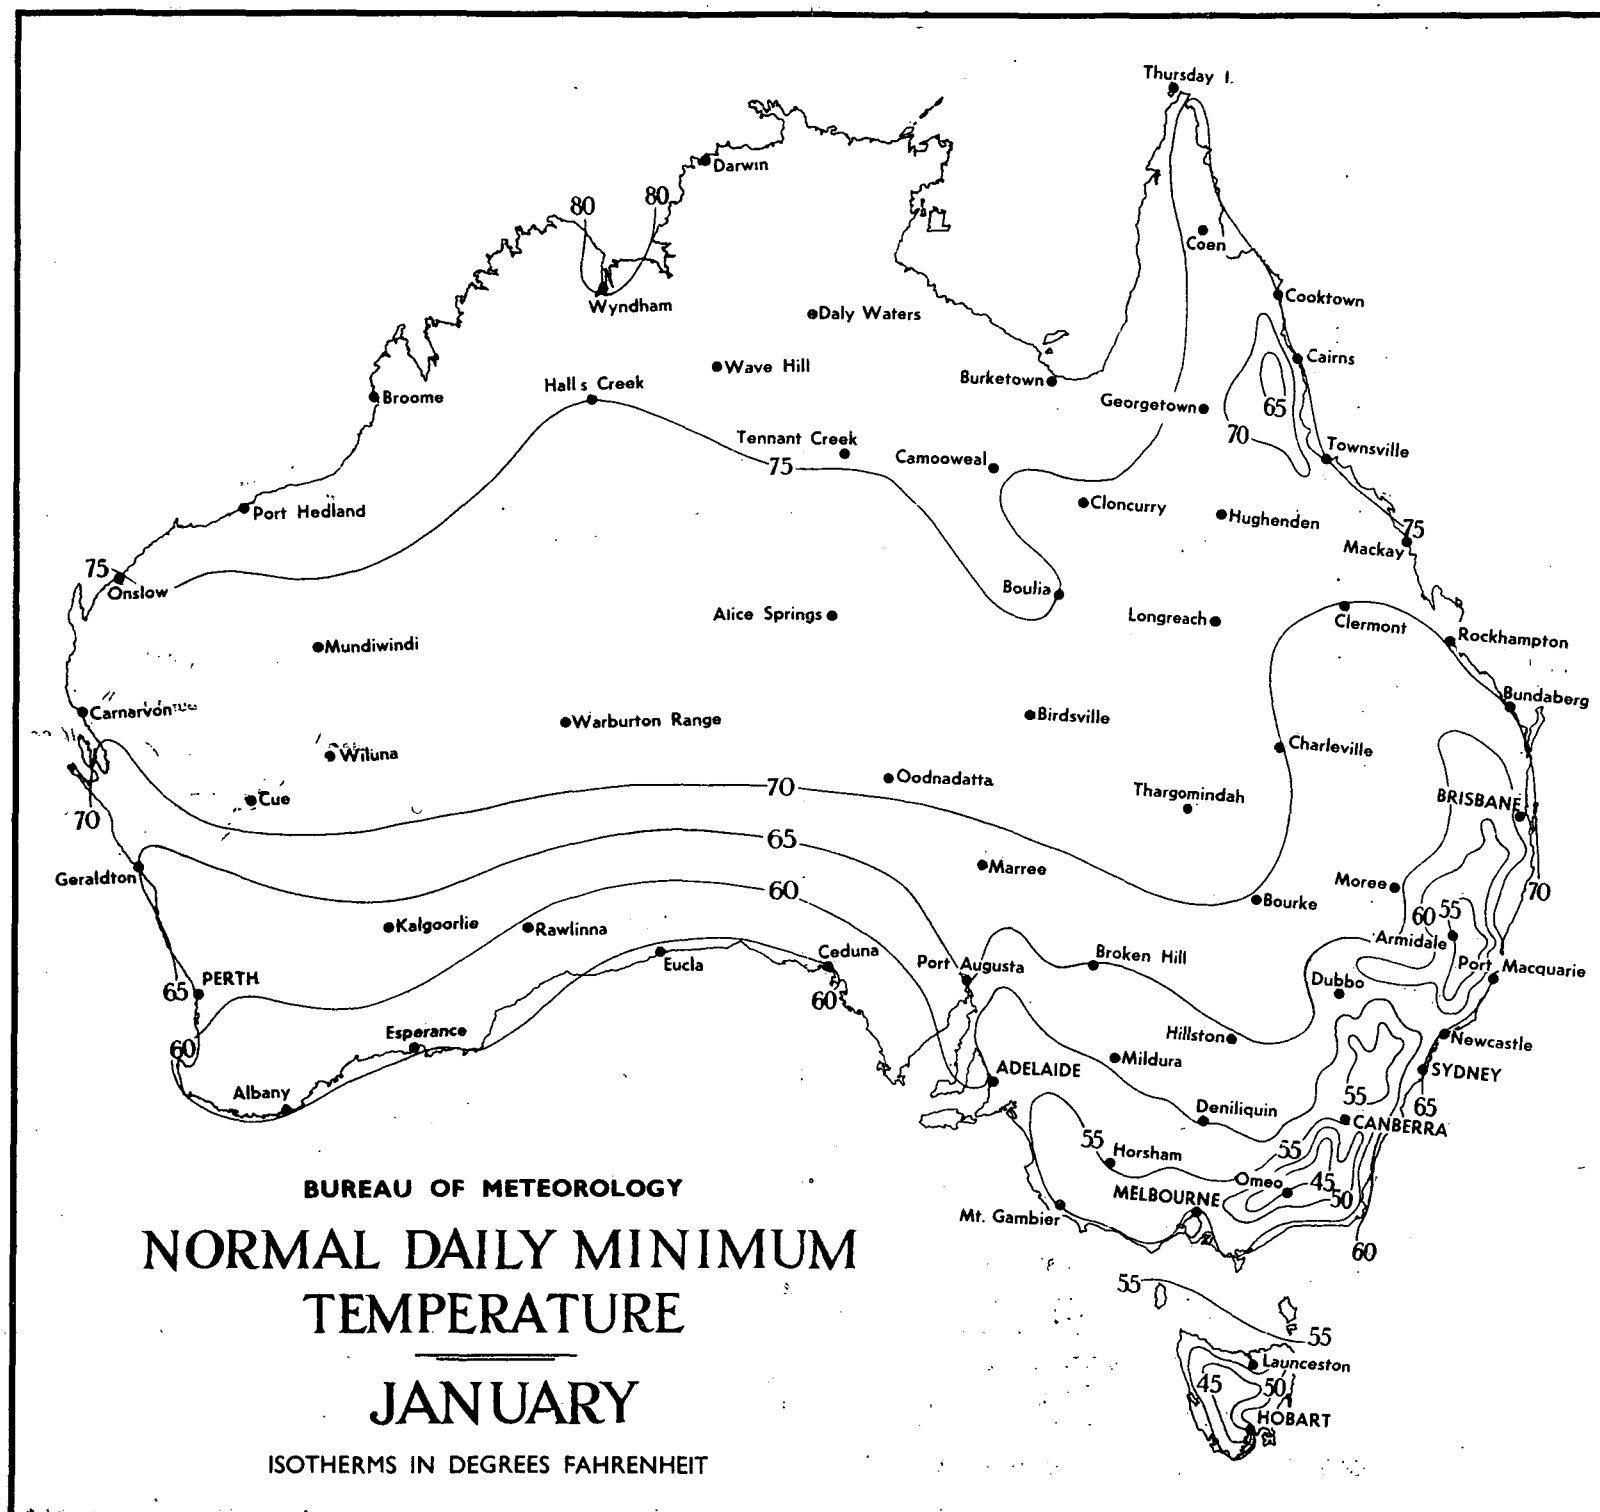 Thursday I.
Darwin
80
80
Coen
Wyndham
Cooktown
Daly Waters
Cairns
Wave Hill
Burketown
Hall s Creek
Broome
Georgetown
65
70
Tennant Creek
75
Camooweal
Townsville
Port Hedland
Cloncurry
Hughenden
75
Mackay
75
Onslow
Boulia
Alice Springs
Longreach
Clermont
Rockhampton
Mundiwindi
Bundaberg
Carnarvon
Warburton Range
Birdsville
Charleville
Wiluna
Oodnadatta
70
Thargomindah
BRISBANE
Cue
70
65
Geraldton
Marree
Moree
70
60
Bourke
60
55
Kalgoorlie
Rawlinna
Armidale
Eucla
Ceduna
Port Augusta
Broken Hill
Port Macquarie
65
PERTH
60
Dubbo
Esperance
Hillston
Newcastle
60
ADELAIDE
Mildura
SYDNEY
Albany
55
65
Deniliquin
CANBERRA
55
Horsham
55
Omeo
45
50
MELBOURNE
Mt. Gambier
60
BUREAU OF METEOROLOGY
NORMAL DAILY MINIMUM
TEMPERATURE
JANUARY
ISOTHERMS IN DEGREES FAHRENHEIT
55
55
Launceston
45
50
HOBART